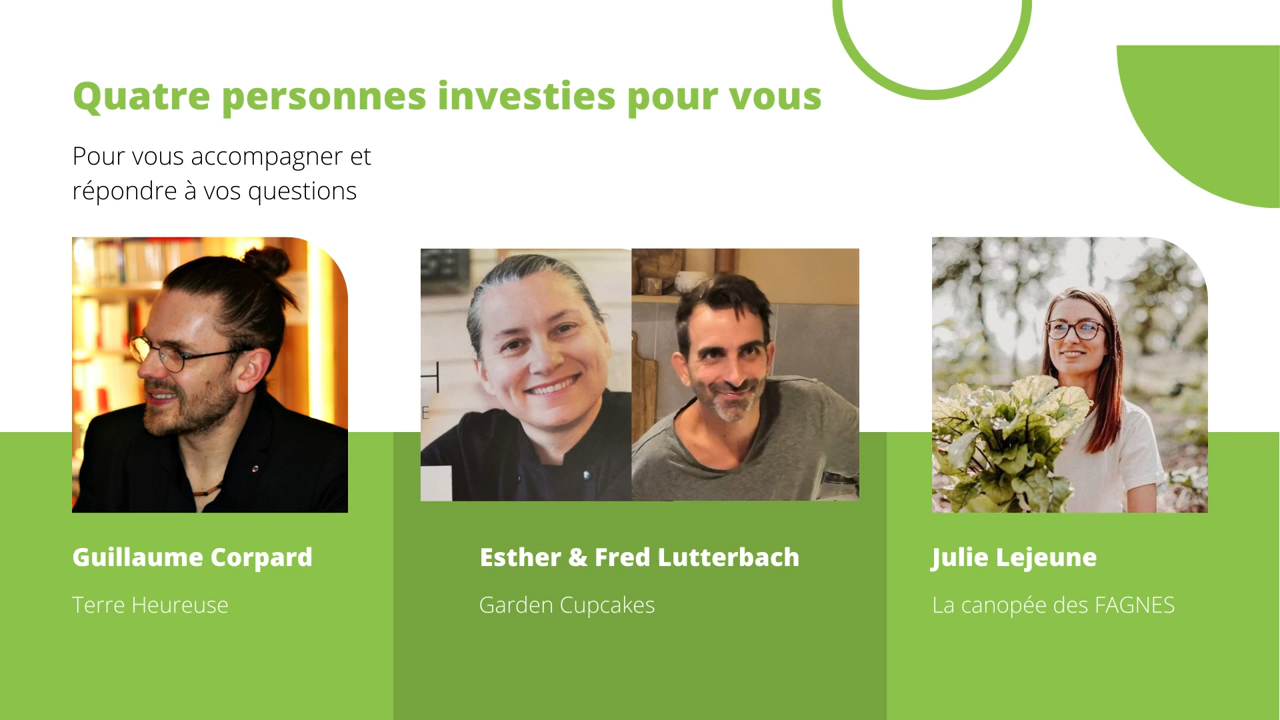 Quatre personnes investies pour vous
Pour vous accompagner et
répondre à vos questions
E
Guillaume Corpard
Terre Heureuse
Esther & Fred Lutterbach
Garden Cupcakes
Julie Lejeune
La canopée des FAGNES